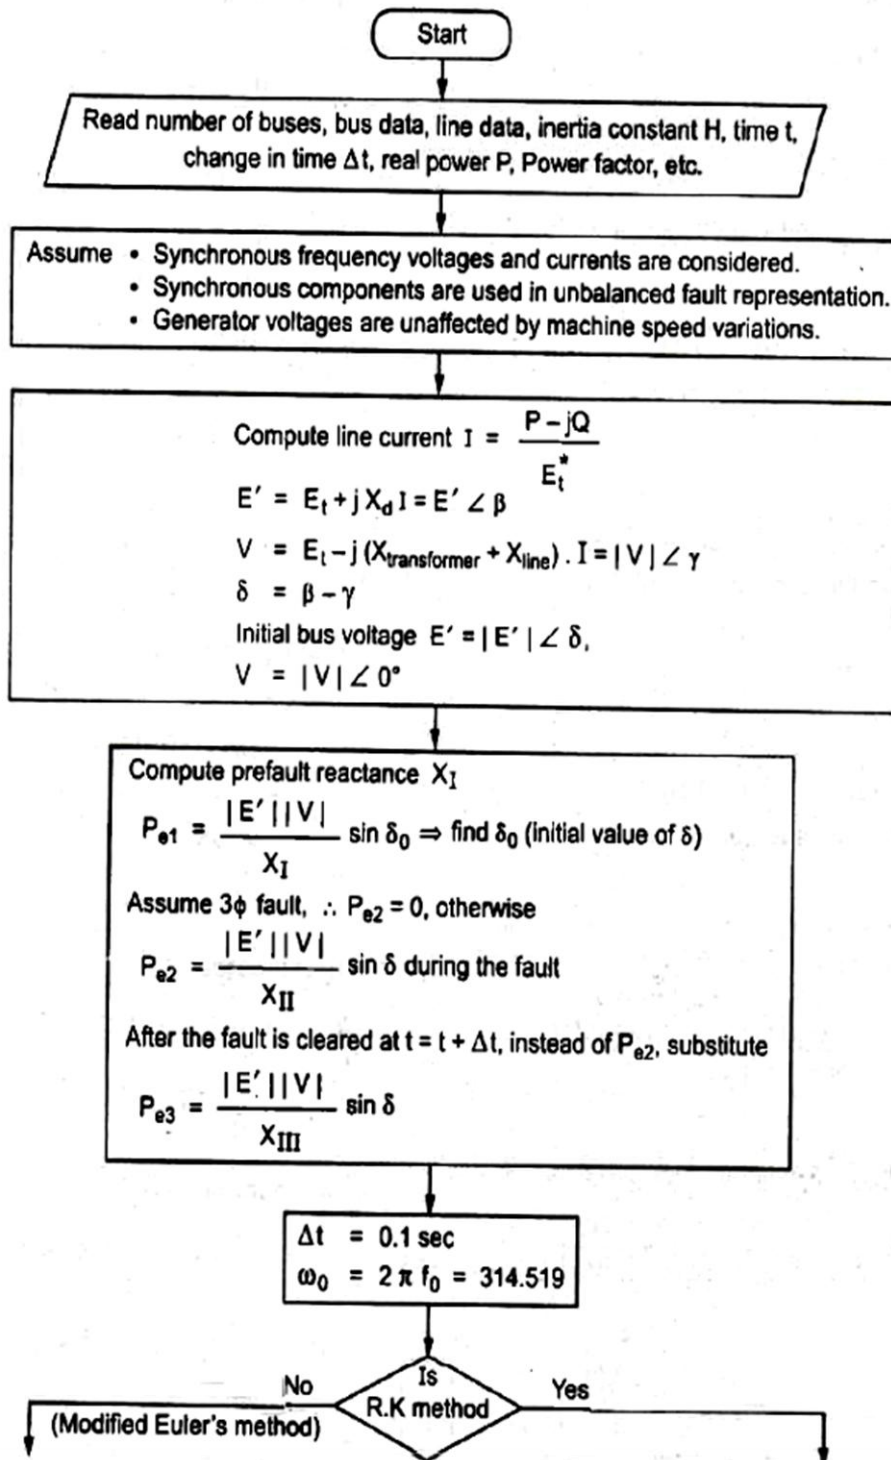 Start
Read number of buses, bus data, line data, inertia constant H, time t,
change in time Δt, real power P, Power factor, etc.
Assume • Synchronous frequency voltages and currents are considered.
• Synchronous components are used in unbalanced fault representation.
• Generator voltages are unaffected by machine speed variations.
Compute line current I = P – jQ / E_t^*
E′ = E_t + j X_d I = E′ ∠ β
V = E_t – j (X_transformer + X_line) . I = |V| ∠ γ
δ = β – γ
Initial bus voltage E′ = |E′| ∠ δ,
V = |V| ∠ 0°
Compute prefault reactance X_I
P_e1 = |E′||V| / X_I sin δ_0 ⇒ find δ_0 (initial value of δ)
Assume 3ϕ fault, ∴ P_e2 = 0, otherwise
P_e2 = |E′||V| / X_II sin δ during the fault
After the fault is cleared at t = t + Δt, instead of P_e2, substitute
P_e3 = |E′||V| / X_III sin δ
Δt = 0.1 sec
ω_0 = 2 π f_0 = 314.519
Is
R.K method
No
Yes
(Modified Euler's method)